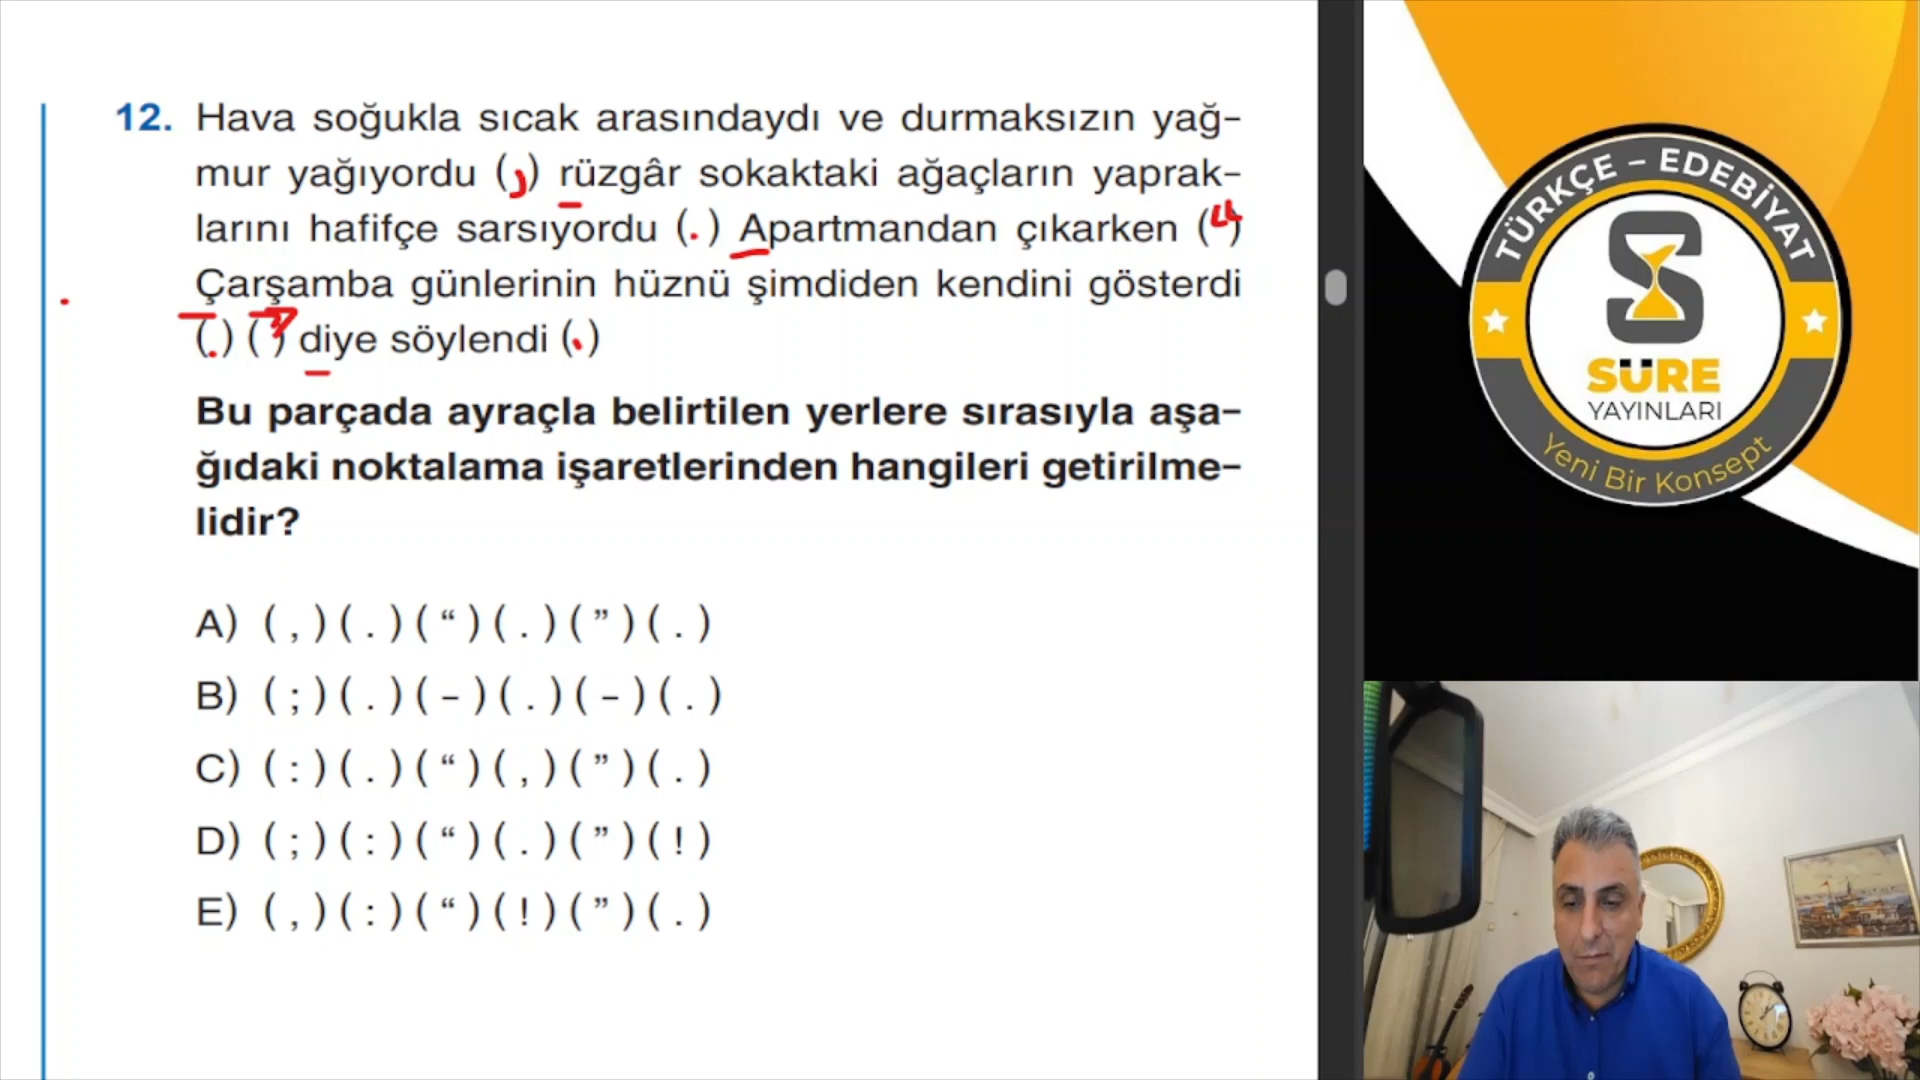 12. Hava soğukla sıcak arasındaydı ve durmaksızın yağ-
mur yağıyordu (,) rüzgâr sokaktaki ağaçların yaprak-
larını hafifçe sarsıyordu (.) Apartmandan çıkarken (“)
Çarşamba günlerinin hüznü şimdiden kendini gösterdi
(.) (”) diye söylendi (.)
Bu parçada ayraçla belirtilen yerlere sırasıyla aşa-
ğıdaki noktalama işaretlerinden hangileri getirilme-
lidir?
A) ( , ) ( . ) ( “ ) ( . ) ( ” ) ( . )
B) ( ; ) ( . ) ( – ) ( . ) ( – ) ( . )
C) ( : ) ( . ) ( “ ) ( , ) ( ” ) ( . )
D) ( ; ) ( : ) ( “ ) ( . ) ( ” ) ( ! )
E) ( , ) ( : ) ( “ ) ( ! ) ( ” ) ( . )
TÜRKÇE – EDEBİYAT
SÜRE
YAYINLARI
Yeni Bir Konsept